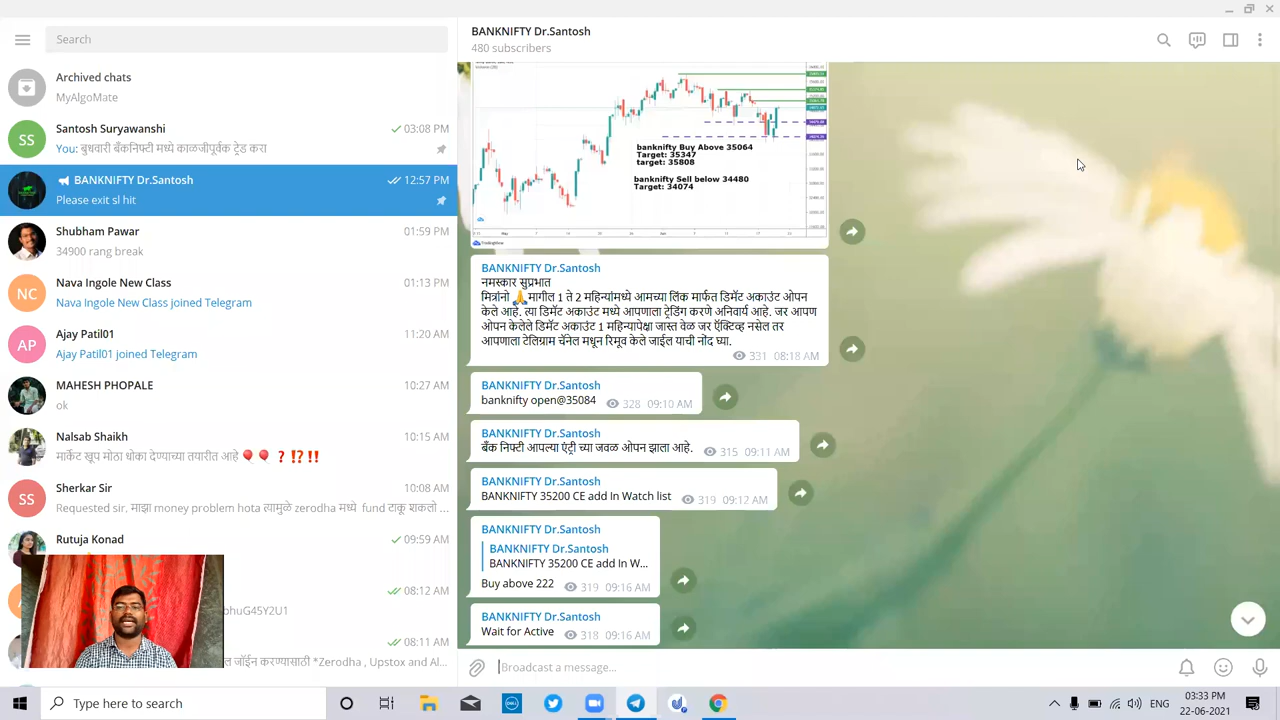 Search
Archived chats
MyAlgoMate
Santosh Suryawanshi
03:08 PM
BANKNIFTY Dr.Santosh
12:57 PM
Please exit sl hit
Shubham Pawar
01:59 PM
34900 rang break
NC
Nava Ingole New Class
01:13 PM
Nava Ingole New Class joined Telegram
AP
Ajay Patil01
11:20 AM
Ajay Patil01 joined Telegram
MAHESH PHOPALE
10:27 AM
ok
Nalsab Shaikh
10:15 AM
मार्केट खूप मोठा धोका देण्याच्या तयारीत आहे 🎈🎈 ❓⁉️‼️
SS
Sherkar Sir
10:08 AM
Requested sir. माझा money problem hota त्यामुळे zerodha मध्ये fund टाकू शकलो ...
Rutuja Konad
09:59 AM
08:12 AM
bhuG45Y2U1
08:11 AM
ल जॉईन करण्यासाठी *Zerodha , Upstox and Al...
BANKNIFTY Dr.Santosh
480 subscribers
banknifty Buy Above 35064
Target: 35347
target: 35808
banknifty Sell below 34480
Target: 34074
TradingView
BANKNIFTY Dr.Santosh
नमस्कार सुप्रभात
मित्रांनो 🙏मागील 1 ते 2 महिन्यांमध्ये आमच्या लिंक मार्फत डिमॅट अकाउंट ओपन
केले आहे. त्या डिमॅट अकाउंट मध्ये आपणाला ट्रेलिंग करणे अनिवार्य आहे. जर आपण
ओपन केलेले डिमॅट अकाउंट 1 महिन्यापेक्षा जास्त वेळ जर ऍक्टिव्ह नसेल तर
आपणाला टेलिग्राम चॅनेल मधून रिमूव केले जाईल याची नोंद घ्या.
331 08:18 AM
BANKNIFTY Dr.Santosh
banknifty open@35084
328 09:10 AM
BANKNIFTY Dr.Santosh
बँक निफ्टी आपल्या एंट्री च्या जवळ ओपन झाला आहे.
315 09:11 AM
BANKNIFTY Dr.Santosh
BANKNIFTY 35200 CE add In Watch list
319 09:12 AM
BANKNIFTY Dr.Santosh
BANKNIFTY Dr.Santosh
BANKNIFTY 35200 CE add In W...
Buy above 222
319 09:16 AM
BANKNIFTY Dr.Santosh
Wait for Active
318 09:16 AM
Broadcast a message...
Type here to search
ENG
03:33 PM
22-06-2021